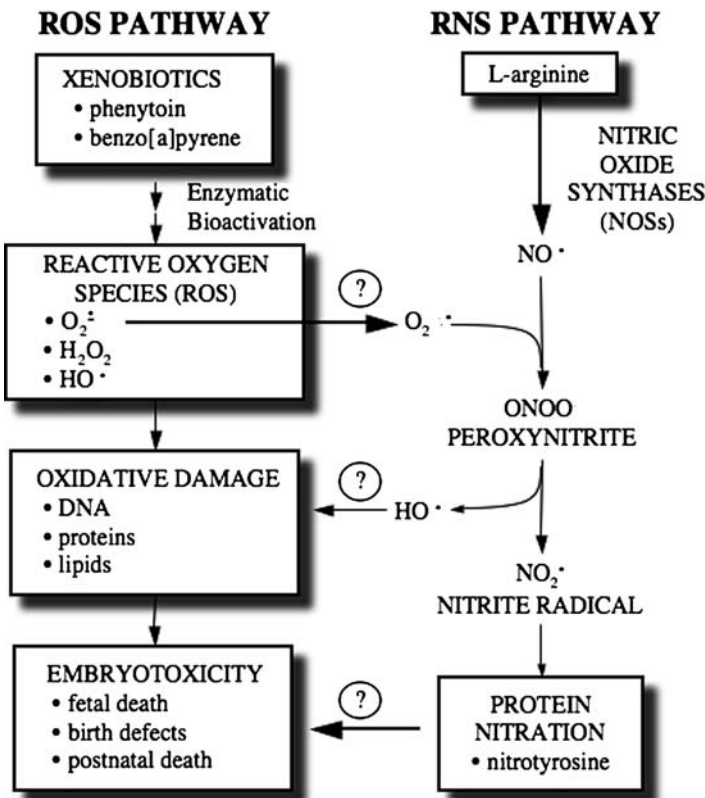 ROS PATHWAY
XENOBIOTICS
• phenytoin
• benzo[a]pyrene
Enzymatic
Bioactivation
REACTIVE OXYGEN
SPECIES (ROS)
• O₂∸
• H₂O₂
• HO·
OXIDATIVE DAMAGE
• DNA
• proteins
• lipids
EMBRYOTOXICITY
• fetal death
• birth defects
• postnatal death
?
?
?
RNS PATHWAY
L-arginine
NITRIC
OXIDE
SYNTHASES
(NOSs)
NO·
O₂·
ONOO
PEROXYNITRITE
HO·
NO₂·
NITRITE RADICAL
PROTEIN
NITRATION
• nitrotyrosine